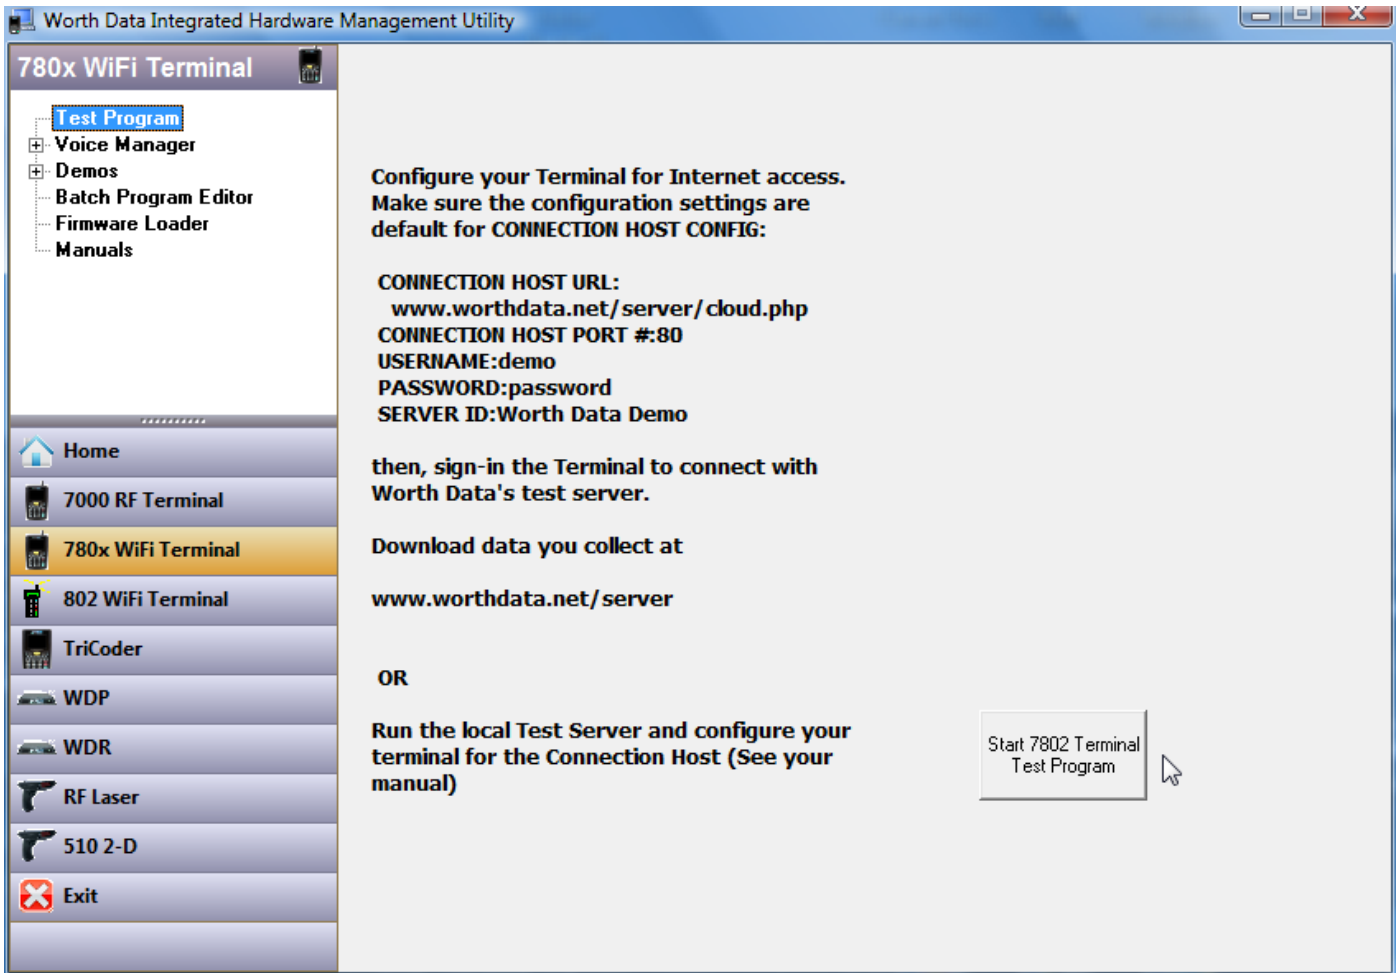 Worth Data Integrated Hardware Management Utility
780x WiFi Terminal
Test Program
Voice Manager
Demos
Batch Program Editor
Firmware Loader
Manuals
Home
7000 RF Terminal
780x WiFi Terminal
802 WiFi Terminal
TriCoder
WDP
WDR
RF Laser
510 2-D
Exit
Configure your Terminal for Internet access.
Make sure the configuration settings are
default for CONNECTION HOST CONFIG:
CONNECTION HOST URL:
www.worthdata.net/server/cloud.php
CONNECTION HOST PORT #:80
USERNAME:demo
PASSWORD:password
SERVER ID:Worth Data Demo
then, sign-in the Terminal to connect with
Worth Data's test server.
Download data you collect at
www.worthdata.net/server
OR
Run the local Test Server and configure your
terminal for the Connection Host (See your
manual)
Start 7802 Terminal
Test Program